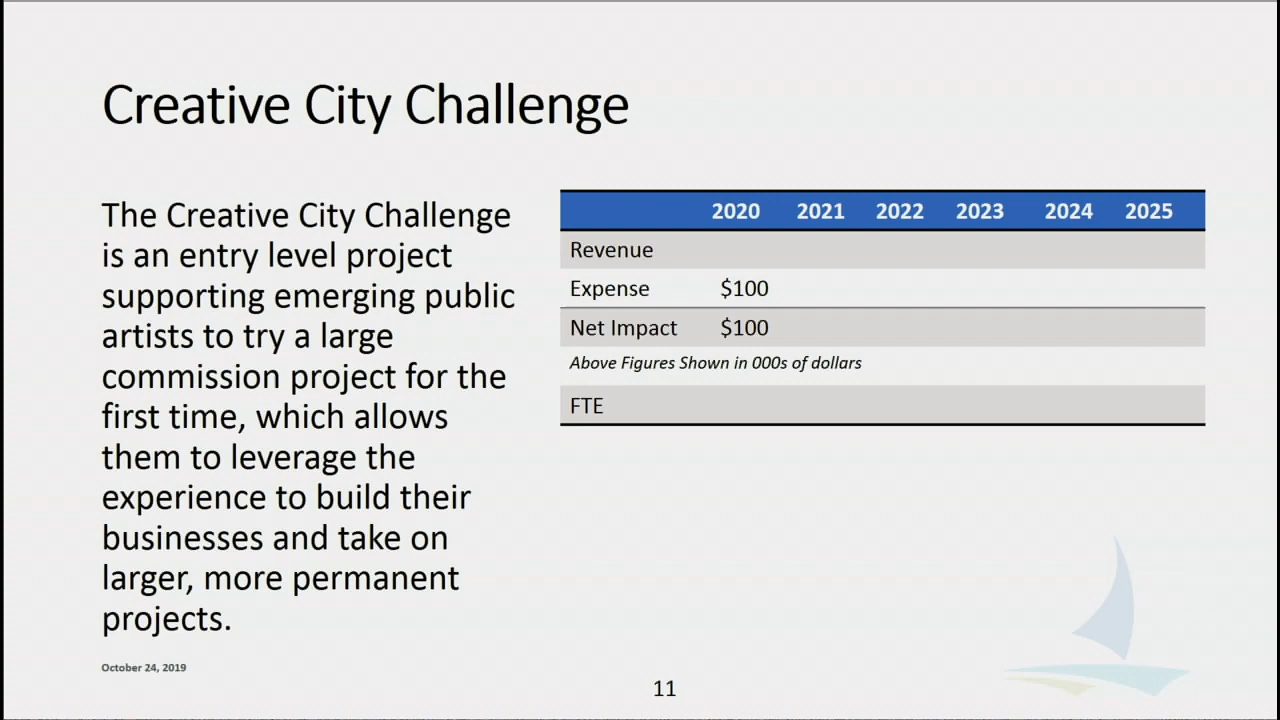 Creative City Challenge
The Creative City Challenge
is an entry level project
supporting emerging public
artists to try a large
commission project for the
first time, which allows
them to leverage the
experience to build their
businesses and take on
larger, more permanent
projects.
2020 2021 2022 2023 2024 2025
Revenue
Expense $100
Net Impact $100
Above Figures Shown in 000s of dollars
FTE
October 24, 2019
11